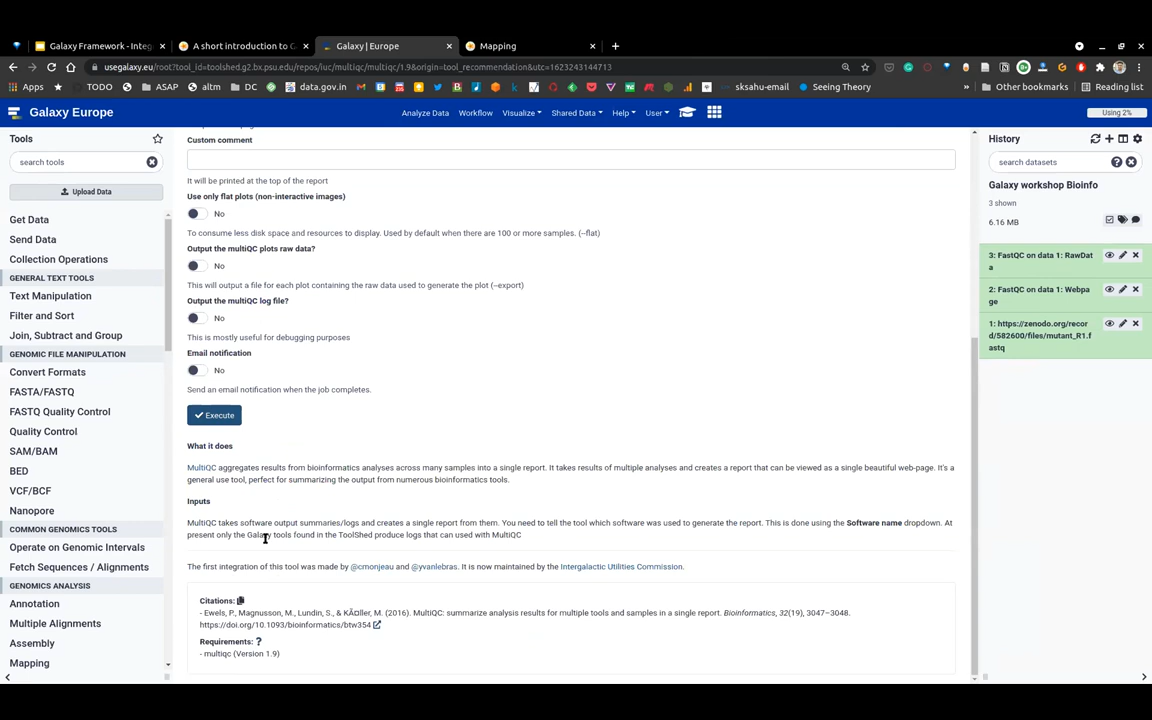 Galaxy Framework - Integ
A short introduction to G
Galaxy | Europe
Mapping
usegalaxy.eu/root?tool_id=toolshed.g2.bx.psu.edu/repos/iuc/multiqc/multiqc/1.9&origin=tool_recommendation&utc=1623243144713
Apps
TODO
ASAP
altm
DC
data.gov.in
sksahu-email
Seeing Theory
Other bookmarks
Reading list
Galaxy Europe
Analyze Data
Workflow
Visualize
Shared Data
Help
User
Using 2%
Tools
search tools
Upload Data
Get Data
Send Data
Collection Operations
GENERAL TEXT TOOLS
Text Manipulation
Filter and Sort
Join, Subtract and Group
GENOMIC FILE MANIPULATION
Convert Formats
FASTA/FASTQ
FASTQ Quality Control
Quality Control
SAM/BAM
BED
VCF/BCF
Nanopore
COMMON GENOMICS TOOLS
Operate on Genomic Intervals
Fetch Sequences / Alignments
GENOMICS ANALYSIS
Annotation
Multiple Alignments
Assembly
Mapping
Custom comment
It will be printed at the top of the report
Use only flat plots (non-interactive images)
No
To consume less disk space and resources to display. Used by default when there are 100 or more samples. (--flat)
Output the multiQC plots raw data?
No
This will output a file for each plot containing the raw data used to generate the plot (--export)
Output the multiQC log file?
No
This is mostly useful for debugging purposes
Email notification
No
Send an email notification when the job completes.
Execute
What it does
MultiQC aggregates results from bioinformatics analyses across many samples into a single report. It takes results of multiple analyses and creates a report that can be viewed as a single beautiful web-page. It's a
general use tool, perfect for summarizing the output from numerous bioinformatics tools.
Inputs
MultiQC takes software output summaries/logs and creates a single report from them. You need to tell the tool which software was used to generate the report. This is done using the Software name dropdown. At
present only the Galaxy tools found in the ToolShed produce logs that can used with MultiQC
The first integration of this tool was made by @cmonjeau and @yvanlebras. It is now maintained by the Intergalactic Utilities Commission.
Citations:
- Ewels, P., Magnusson, M., Lundin, S., & KÃ¤ller, M. (2016). MultiQC: summarize analysis results for multiple tools and samples in a single report. Bioinformatics, 32(19), 3047–3048.
https://doi.org/10.1093/bioinformatics/btw354
Requirements:
- multiqc (Version 1.9)
History
search datasets
Galaxy workshop Bioinfo
3 shown
6.16 MB
3: FastQC on data 1: RawDat
a
2: FastQC on data 1: Webpa
ge
1: https://zenodo.org/recor
d/582600/files/mutant_R1.f
astq